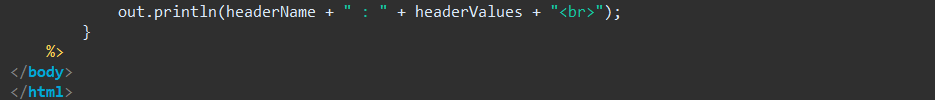 out.println(headerName + " : " + headerValues + "<br>");
}
%>
</body>
</html>